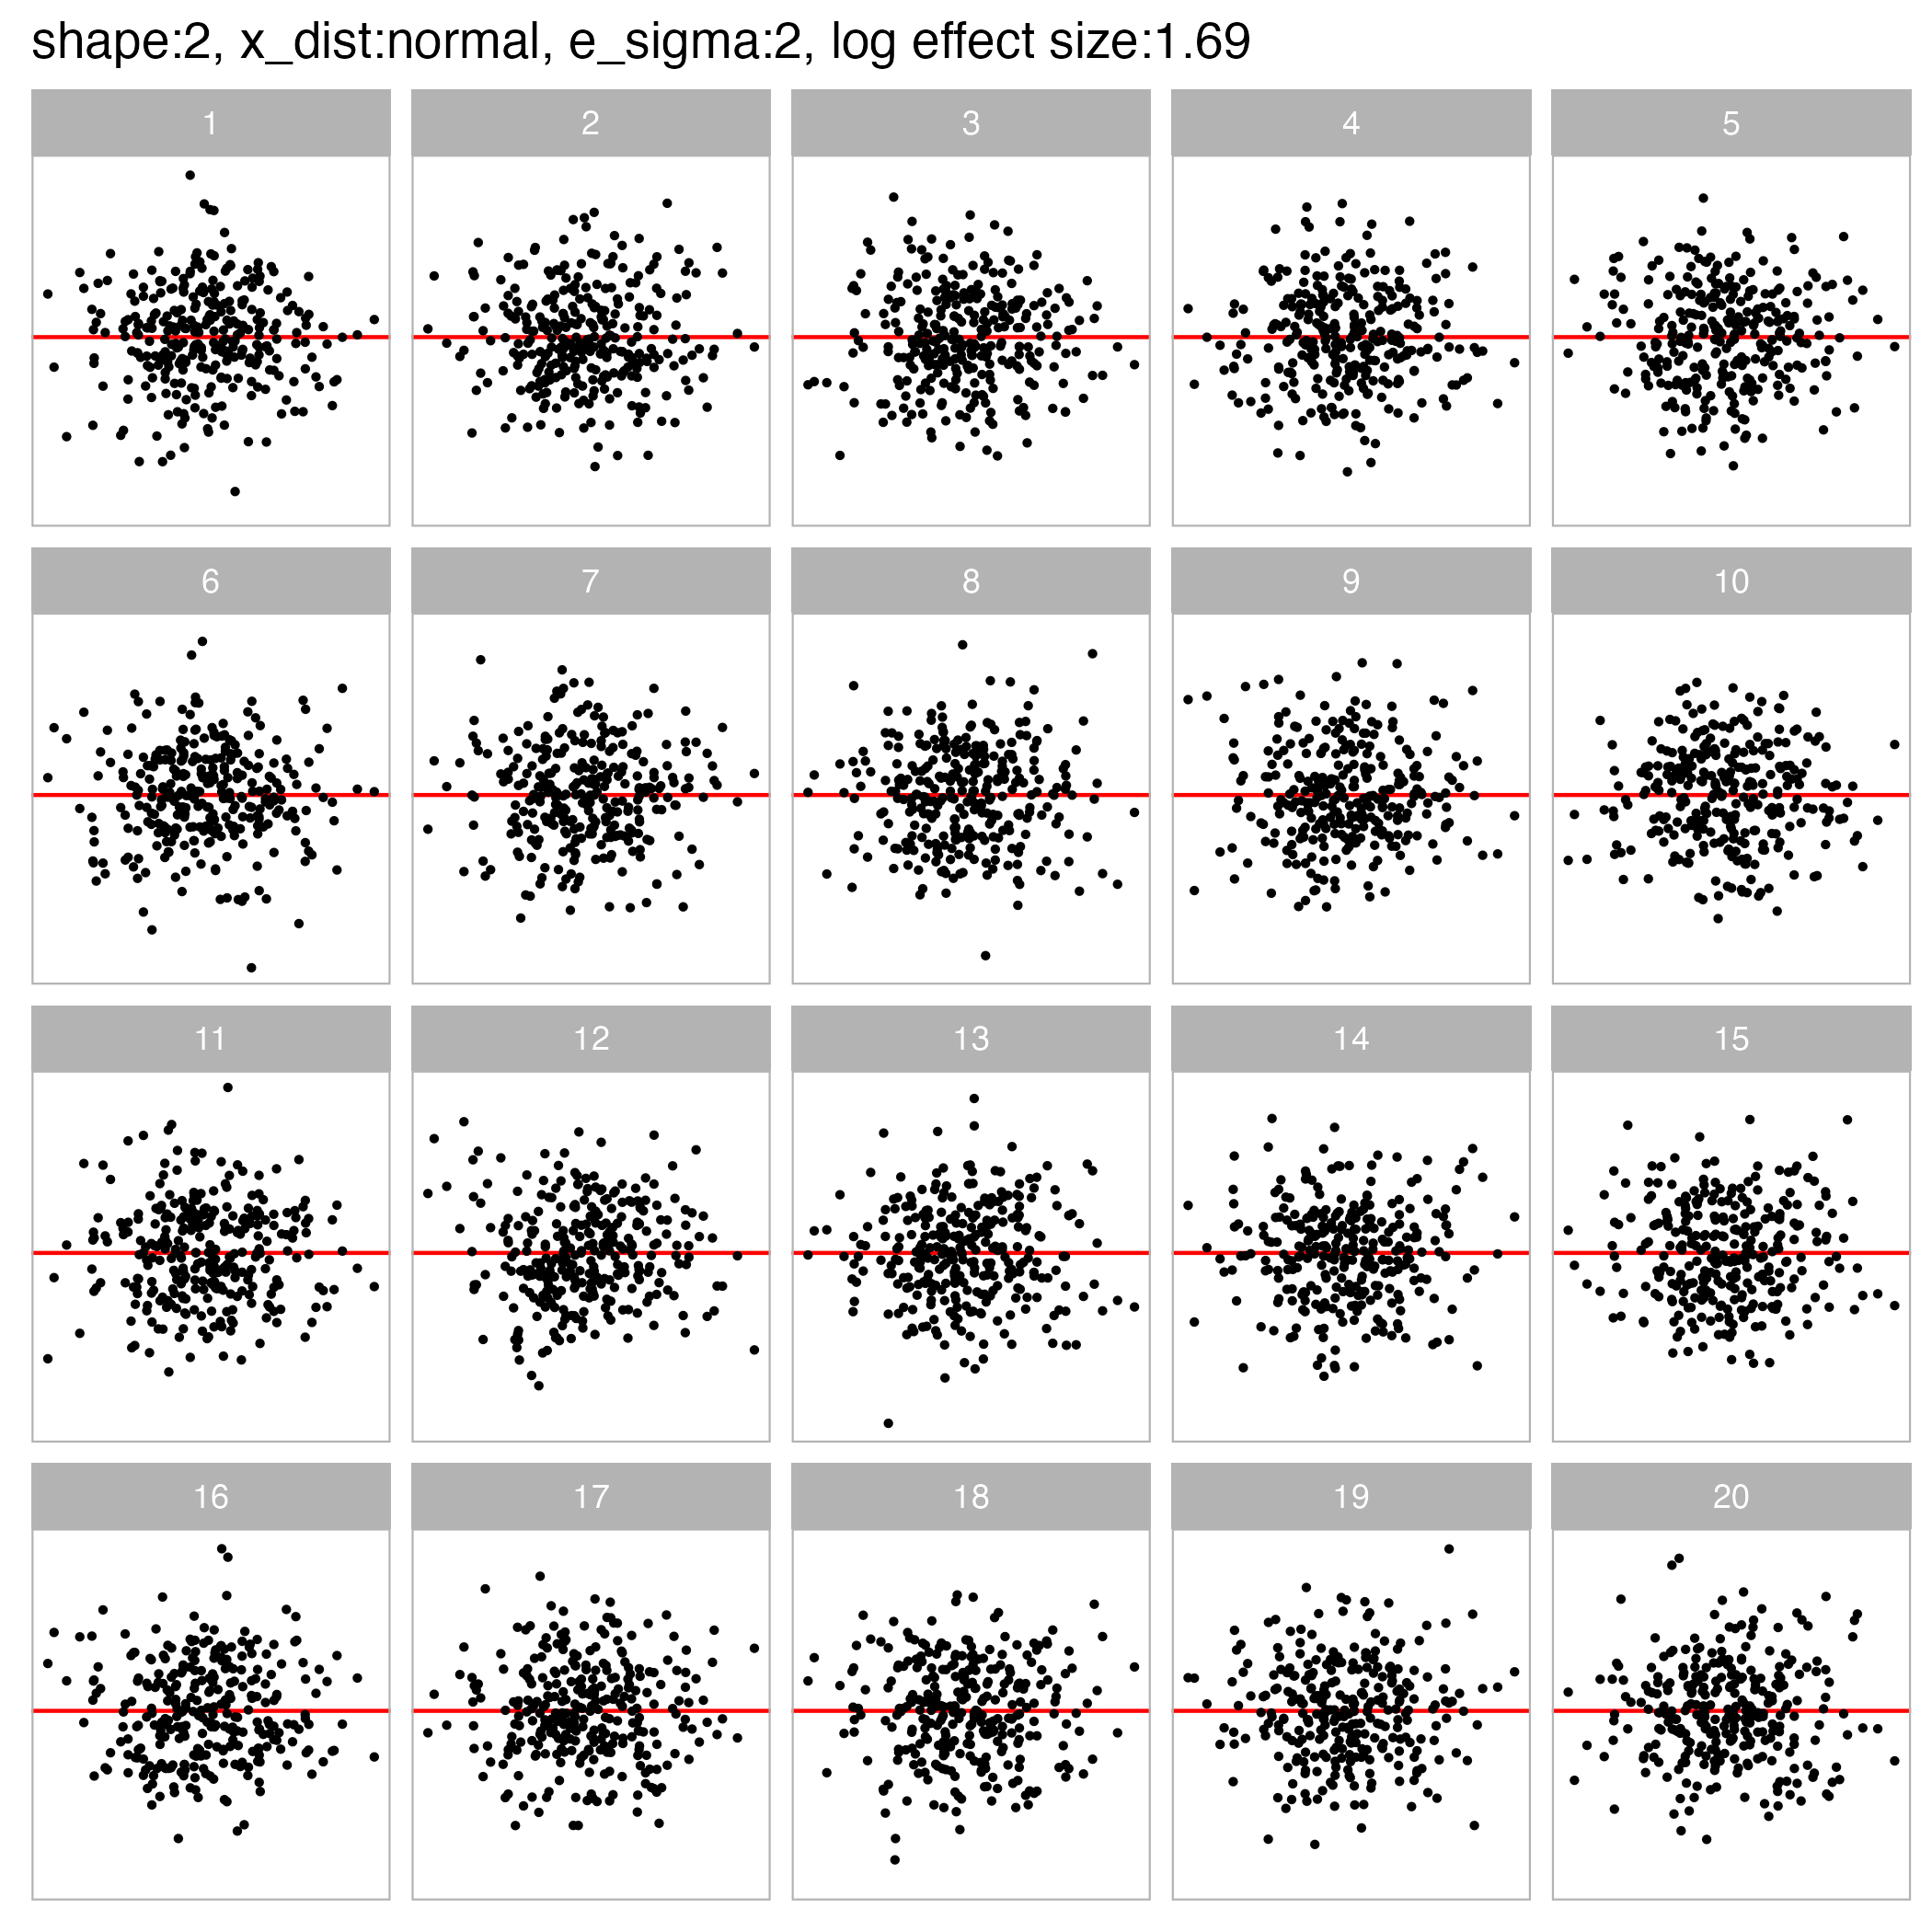 shape:2, x_dist:normal, e_sigma:2, log effect size:1.69
1 2 3 4 5
6 7 8 9 10
11 12 13 14 15
16 17 18 19 20